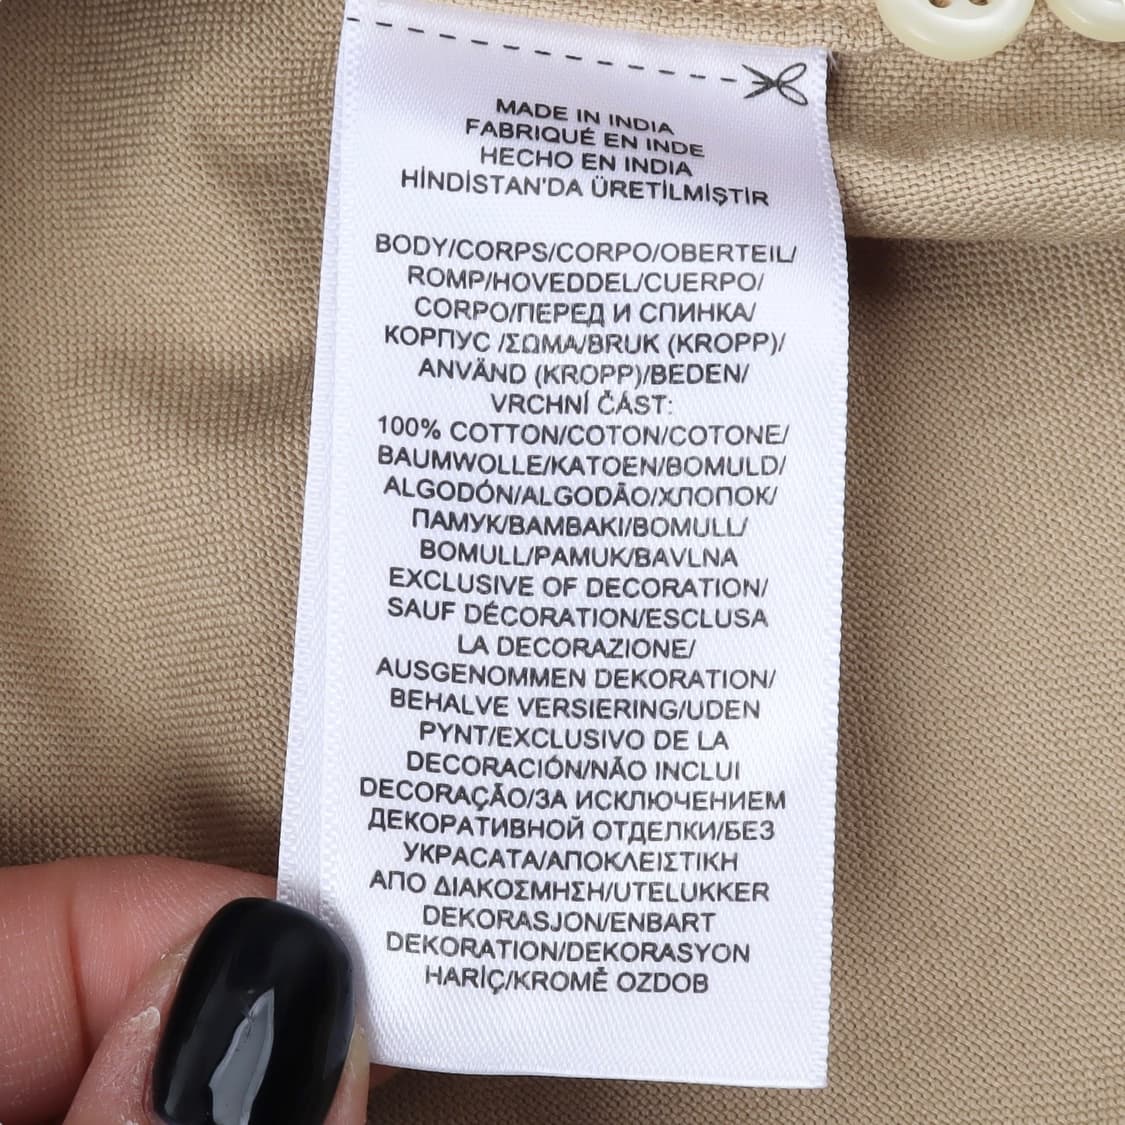 MADE IN INDIA
FABRIQUÉ EN INDE
HECHO EN INDIA
HİNDİSTAN'DA ÜRETİLMİŞTİR
BODY/CORPS/CORPO/OBERTEIL/
ROMP/HOVEDDEL/CUERPO/
CORPO/ПЕРЕД И СПИНКА/
КОРПУС /ΣΩΜΑ/BRUK (KROPP)/
ANVÄND (KROPP)/BEDEN/
VRCHNÍ ČÁST:
100% COTTON/COTON/COTONE/
BAUMWOLLE/KATOEN/BOMULD/
ALGODÓN/ALGODÃO/ХЛОПОК/
ПАМУК/BAMBAKI/BOMULL/
BOMULL/PAMUK/BAVLNA
EXCLUSIVE OF DECORATION/
SAUF DÉCORATION/ESCLUSA
LA DECORAZIONE/
AUSGENOMMEN DEKORATION/
BEHALVE VERSIERING/UDEN
PYNT/EXCLUSIVO DE LA
DECORACIÓN/NÃO INCLUI
DECORAÇÃO/ЗА ИСКЛЮЧЕНИЕМ
ДЕКОРАТИВНОЙ ОТДЕЛКИ/БЕЗ
УКРАСАТА/ΑΠΟΚΛΕΙΣΤΙΚΗ
ΑΠΟ ΔΙΑΚΟΣΜΗΣΗ/UTELUKKER
DEKORASJON/ENBART
DEKORATION/DEKORASYON
HARİÇ/KROMĚ OZDOB